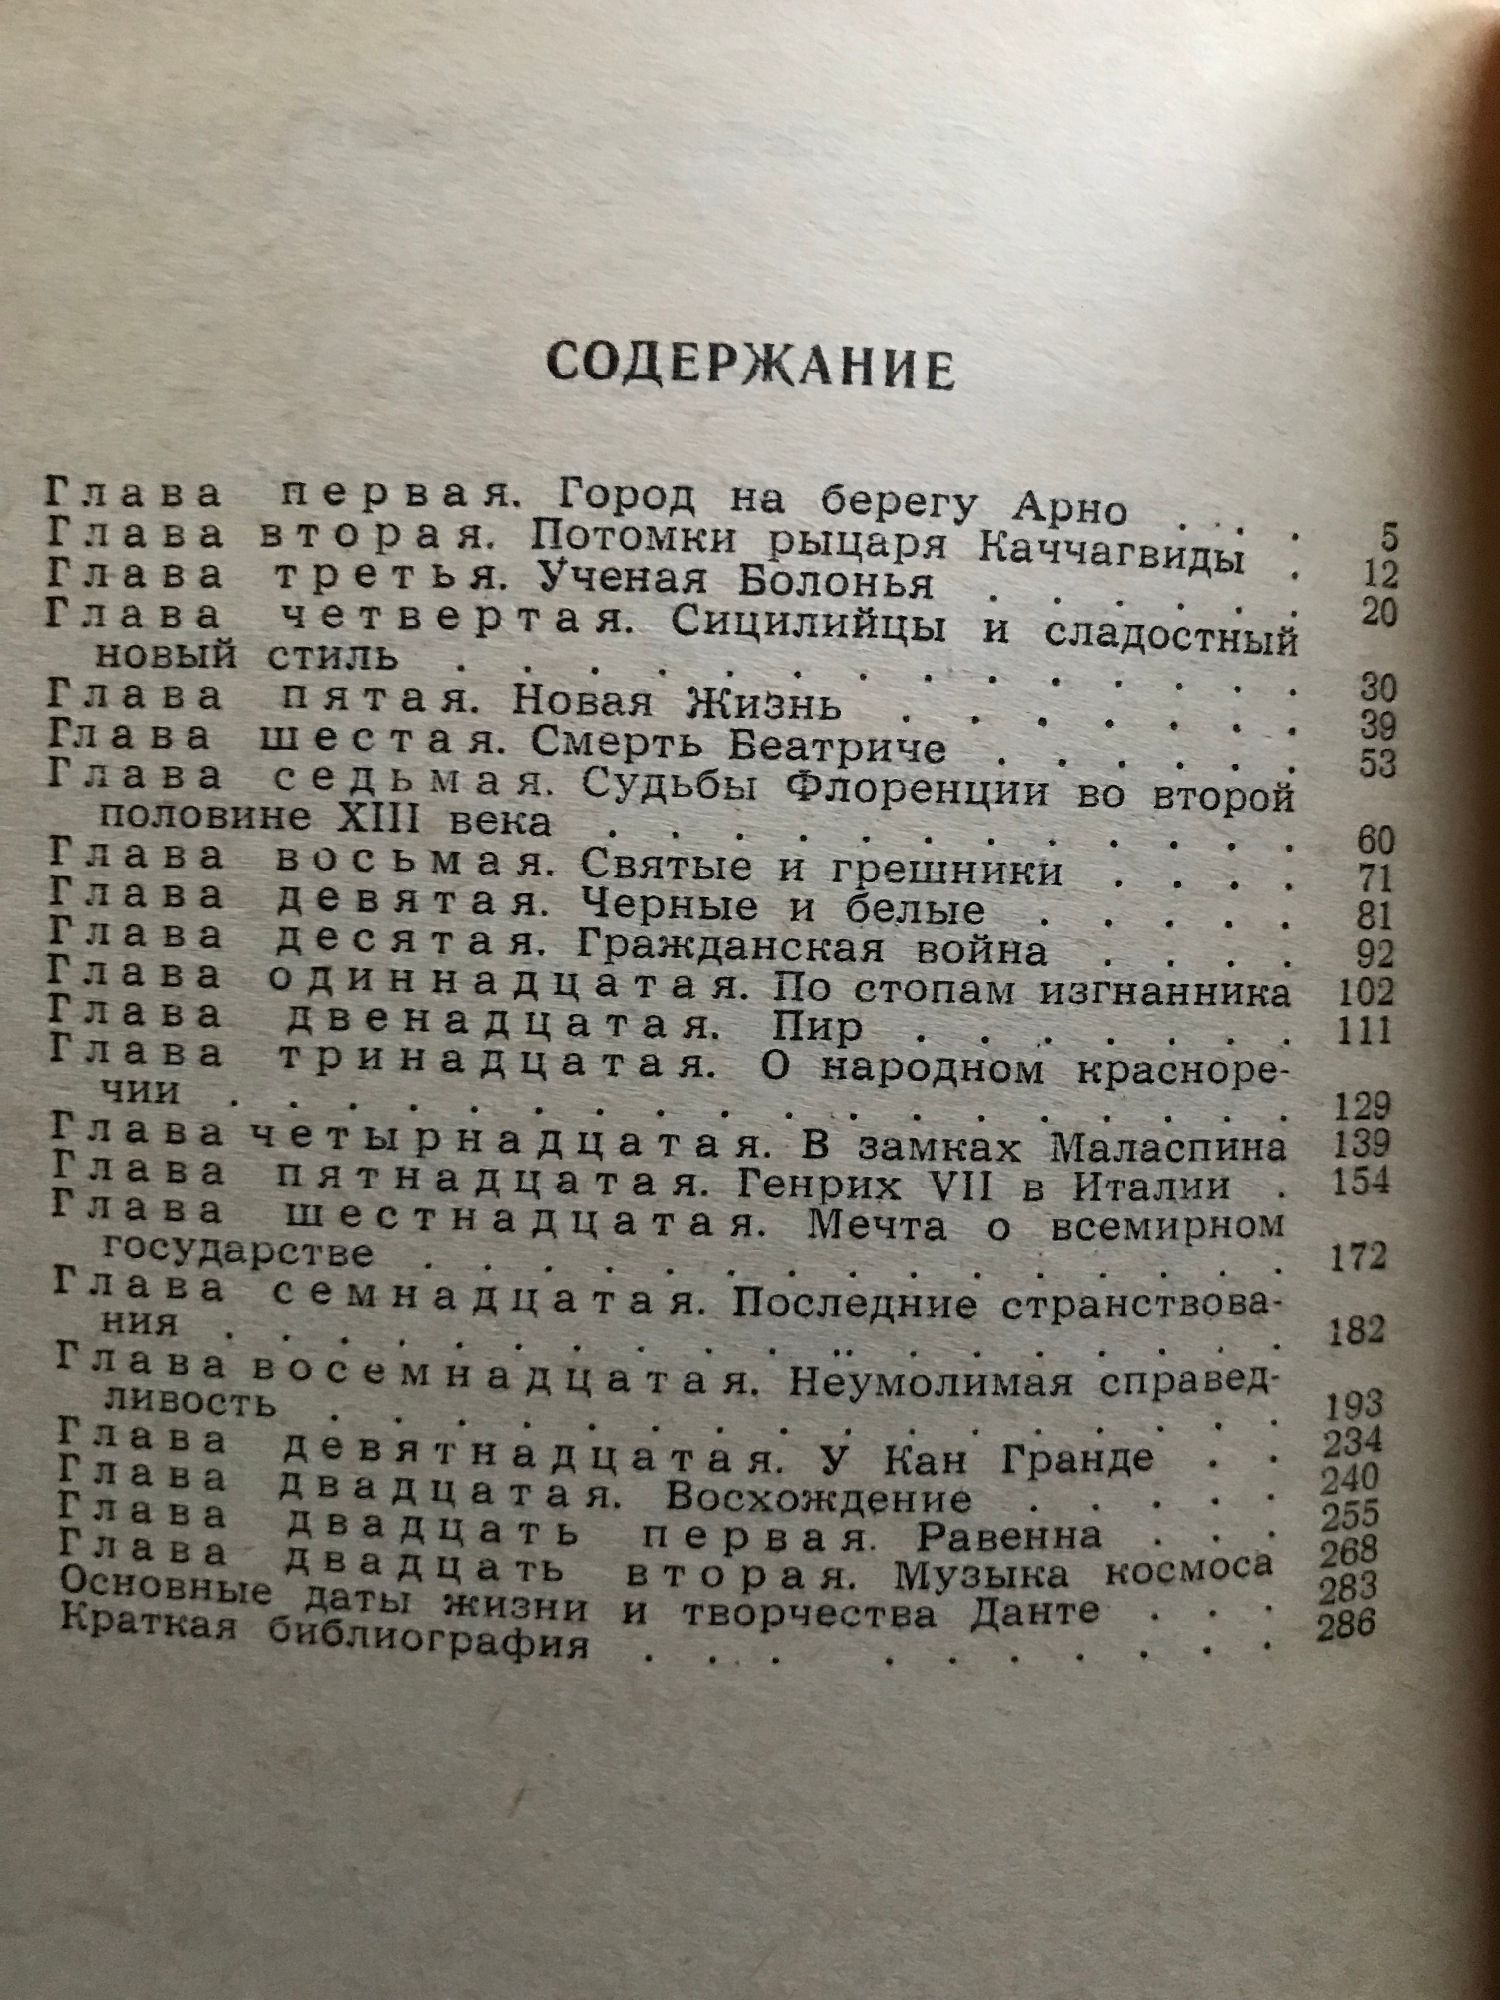 СОДЕРЖАНИЕ
Глава первая. Город на берегу Арно . . . 5
Глава вторая. Потомки рыцаря Каччагвиды . 12
Глава третья. Ученая Болонья . . . . . . 20
Глава четвертая. Сицилийцы и сладостный
новый стиль . . . . . . . . . . . . . . 30
Глава пятая. Новая Жизнь . . . . . . . 39
Глава шестая. Смерть Беатриче . . . . . . 53
Глава седьмая. Судьбы Флоренции во второй
половине XIII века . . . . . . . . . . . 60
Глава восьмая. Святые и грешники . . . . 71
Глава девятая. Черные и белые . . . . . 81
Глава десятая. Гражданская война . . . . 92
Глава одиннадцатая. По стопам изгнанника 102
Глава двенадцатая. Пир . . . . . . . 111
Глава тринадцатая. О народном красноре-
чии . . . . . . . . . . . . . . . . . . 129
Глава четырнадцатая. В замках Маласпина 139
Глава пятнадцатая. Генрих VII в Италии . 154
Глава шестнадцатая. Мечта о всемирном
государстве . . . . . . . . . . . . . . . 172
Глава семнадцатая. Последние странствова-
ния . . . . . . . . . . . . . . . . . . . 182
Глава восемнадцатая. Неумолимая справед-
ливость . . . . . . . . . . . . . . . . 193
Глава девятнадцатая. У Кан Гранде . . 234
Глава двадцатая. Восхождение . . . . . 240
Глава двадцать первая. Равенна . . . 255
Глава двадцать вторая. Музыка космоса 268
Основные даты жизни и творчества Данте . . . 283
Краткая библиография . . . . . . . . . . 286